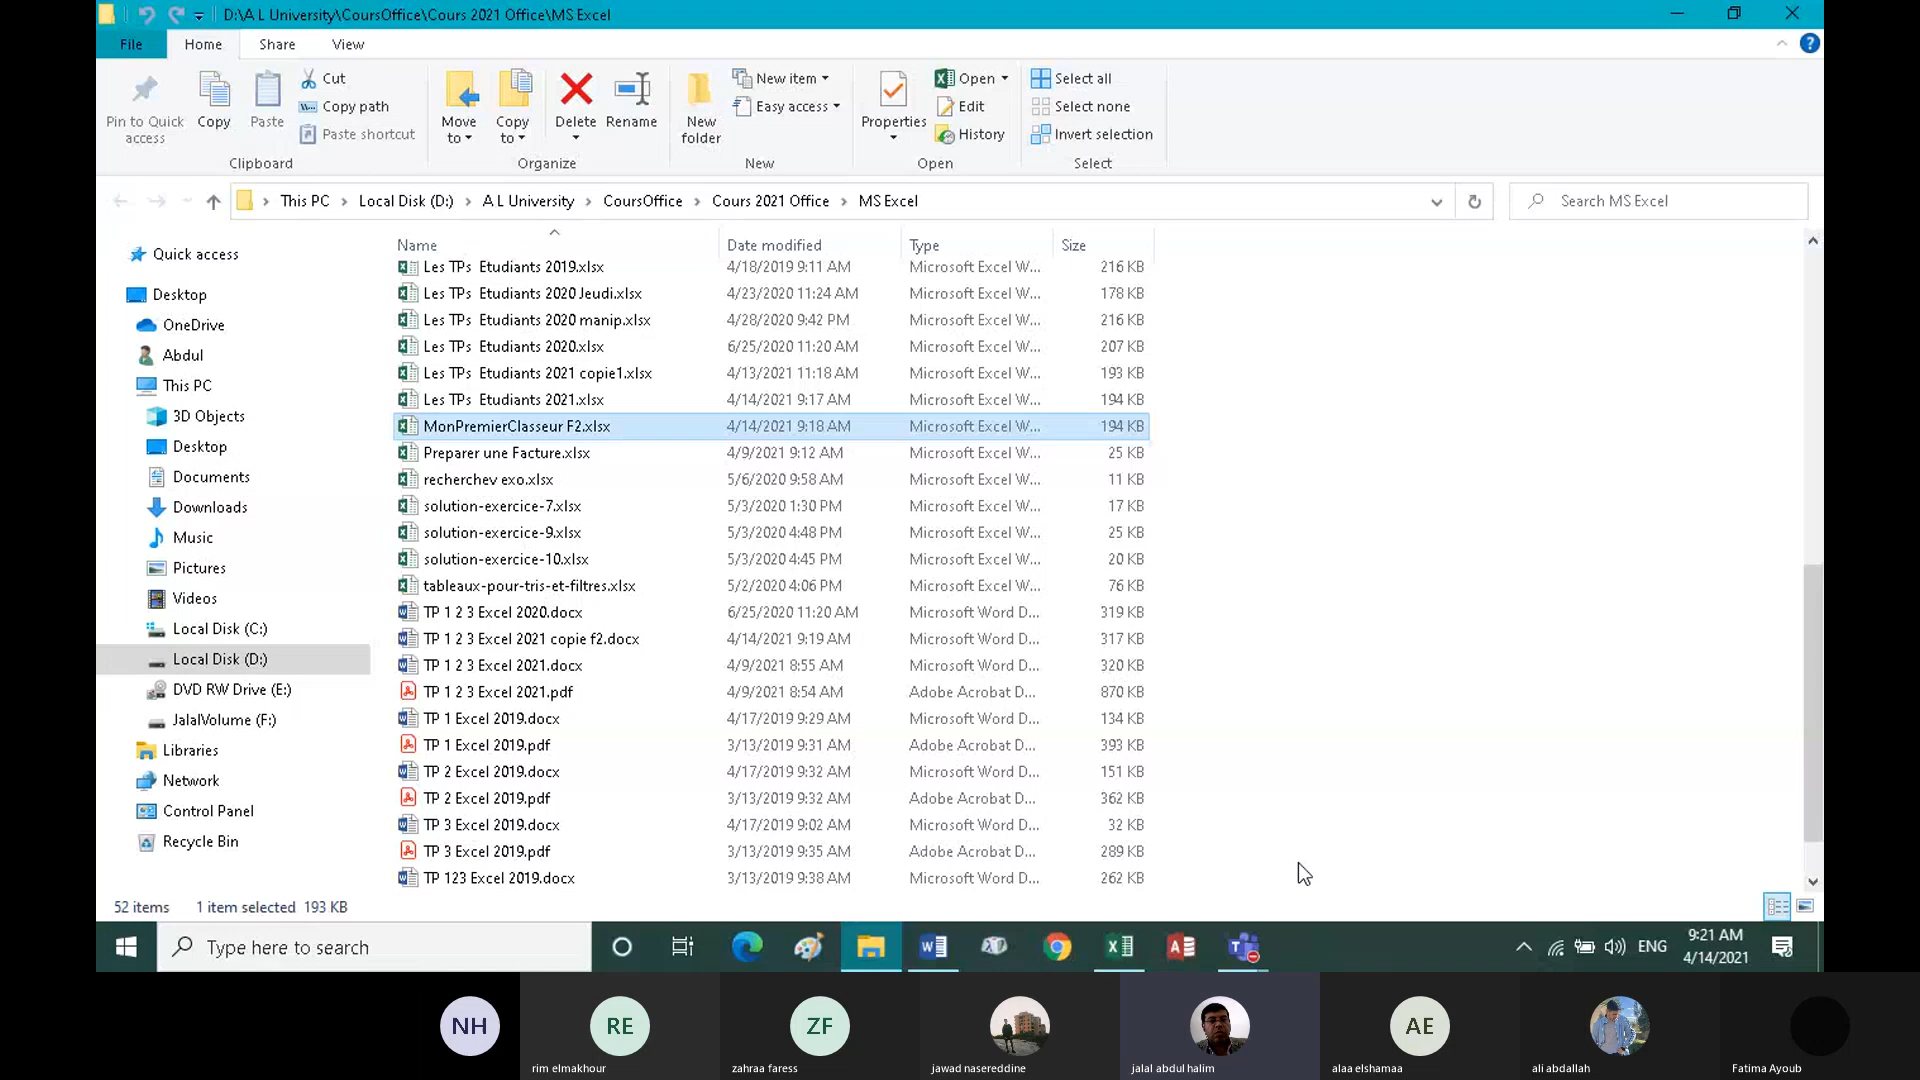 D:\A L University\CoursOffice\Cours 2021 Office\MS Excel
File Home Share View
Pin to Quick access
Copy
Paste
Cut
Copy path
Paste shortcut
Move to
Copy to
Delete
Rename
New folder
New item
Easy access
Properties
Open
Edit
History
Select all
Select none
Invert selection
Clipboard Organize New Open Select
This PC › Local Disk (D:) › A L University › CoursOffice › Cours 2021 Office › MS Excel
Search MS Excel
Quick access
Desktop
OneDrive
Abdul
This PC
3D Objects
Desktop
Documents
Downloads
Music
Pictures
Videos
Local Disk (C:)
Local Disk (D:)
DVD RW Drive (E:)
JalalVolume (F:)
Libraries
Network
Control Panel
Recycle Bin
Name Date modified Type Size
Les TPs Etudiants 2019.xlsx 4/18/2019 9:11 AM Microsoft Excel W... 216 KB
Les TPs Etudiants 2020 Jeudi.xlsx 4/23/2020 11:24 AM Microsoft Excel W... 178 KB
Les TPs Etudiants 2020 manip.xlsx 4/28/2020 9:42 PM Microsoft Excel W... 216 KB
Les TPs Etudiants 2020.xlsx 6/25/2020 11:20 AM Microsoft Excel W... 207 KB
Les TPs Etudiants 2021 copie1.xlsx 4/13/2021 11:18 AM Microsoft Excel W... 193 KB
Les TPs Etudiants 2021.xlsx 4/14/2021 9:17 AM Microsoft Excel W... 194 KB
MonPremierClasseur F2.xlsx 4/14/2021 9:18 AM Microsoft Excel W... 194 KB
Preparer une Facture.xlsx 4/9/2021 9:12 AM Microsoft Excel W... 25 KB
recherchev exo.xlsx 5/6/2020 9:58 AM Microsoft Excel W... 11 KB
solution-exercice-7.xlsx 5/3/2020 1:30 PM Microsoft Excel W... 17 KB
solution-exercice-9.xlsx 5/3/2020 4:48 PM Microsoft Excel W... 25 KB
solution-exercice-10.xlsx 5/3/2020 4:45 PM Microsoft Excel W... 20 KB
tableaux-pour-tris-et-filtres.xlsx 5/2/2020 4:06 PM Microsoft Excel W... 76 KB
TP 1 2 3 Excel 2020.docx 6/25/2020 11:20 AM Microsoft Word D... 319 KB
TP 1 2 3 Excel 2021 copie f2.docx 4/14/2021 9:19 AM Microsoft Word D... 317 KB
TP 1 2 3 Excel 2021.docx 4/9/2021 8:55 AM Microsoft Word D... 320 KB
TP 1 2 3 Excel 2021.pdf 4/9/2021 8:54 AM Adobe Acrobat D... 870 KB
TP 1 Excel 2019.docx 4/17/2019 9:29 AM Microsoft Word D... 134 KB
TP 1 Excel 2019.pdf 3/13/2019 9:31 AM Adobe Acrobat D... 393 KB
TP 2 Excel 2019.docx 4/17/2019 9:32 AM Microsoft Word D... 151 KB
TP 2 Excel 2019.pdf 3/13/2019 9:32 AM Adobe Acrobat D... 362 KB
TP 3 Excel 2019.docx 4/17/2019 9:02 AM Microsoft Word D... 32 KB
TP 3 Excel 2019.pdf 3/13/2019 9:35 AM Adobe Acrobat D... 289 KB
TP 123 Excel 2019.docx 3/13/2019 9:38 AM Microsoft Word D... 262 KB
52 items 1 item selected 193 KB
Type here to search
ENG
9:21 AM
4/14/2021
NH RE ZF AE
rim elmakhour zahraa faress jawad nasereddine jalal abdul halim alaa elshamaa ali abdallah Fatima Ayoub